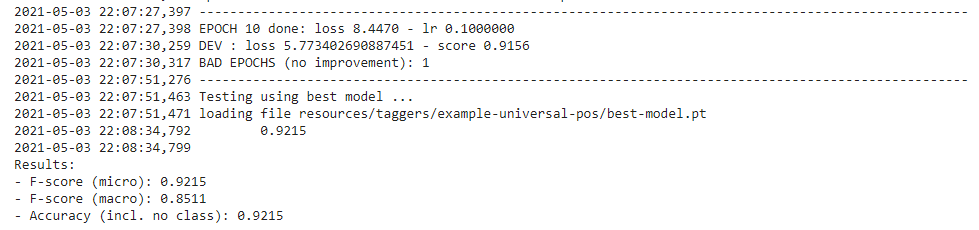 2021-05-03 22:07:27,397 ----------------------------------------------------------------------------------------------------
2021-05-03 22:07:27,398 EPOCH 10 done: loss 8.4470 - lr 0.1000000
2021-05-03 22:07:30,259 DEV : loss 5.773402690887451 - score 0.9156
2021-05-03 22:07:30,317 BAD EPOCHS (no improvement): 1
2021-05-03 22:07:51,276 ----------------------------------------------------------------------------------------------------
2021-05-03 22:07:51,463 Testing using best model ...
2021-05-03 22:07:51,471 loading file resources/taggers/example-universal-pos/best-model.pt
2021-05-03 22:08:34,792         0.9215
2021-05-03 22:08:34,799
Results:
- F-score (micro): 0.9215
- F-score (macro): 0.8511
- Accuracy (incl. no class): 0.9215